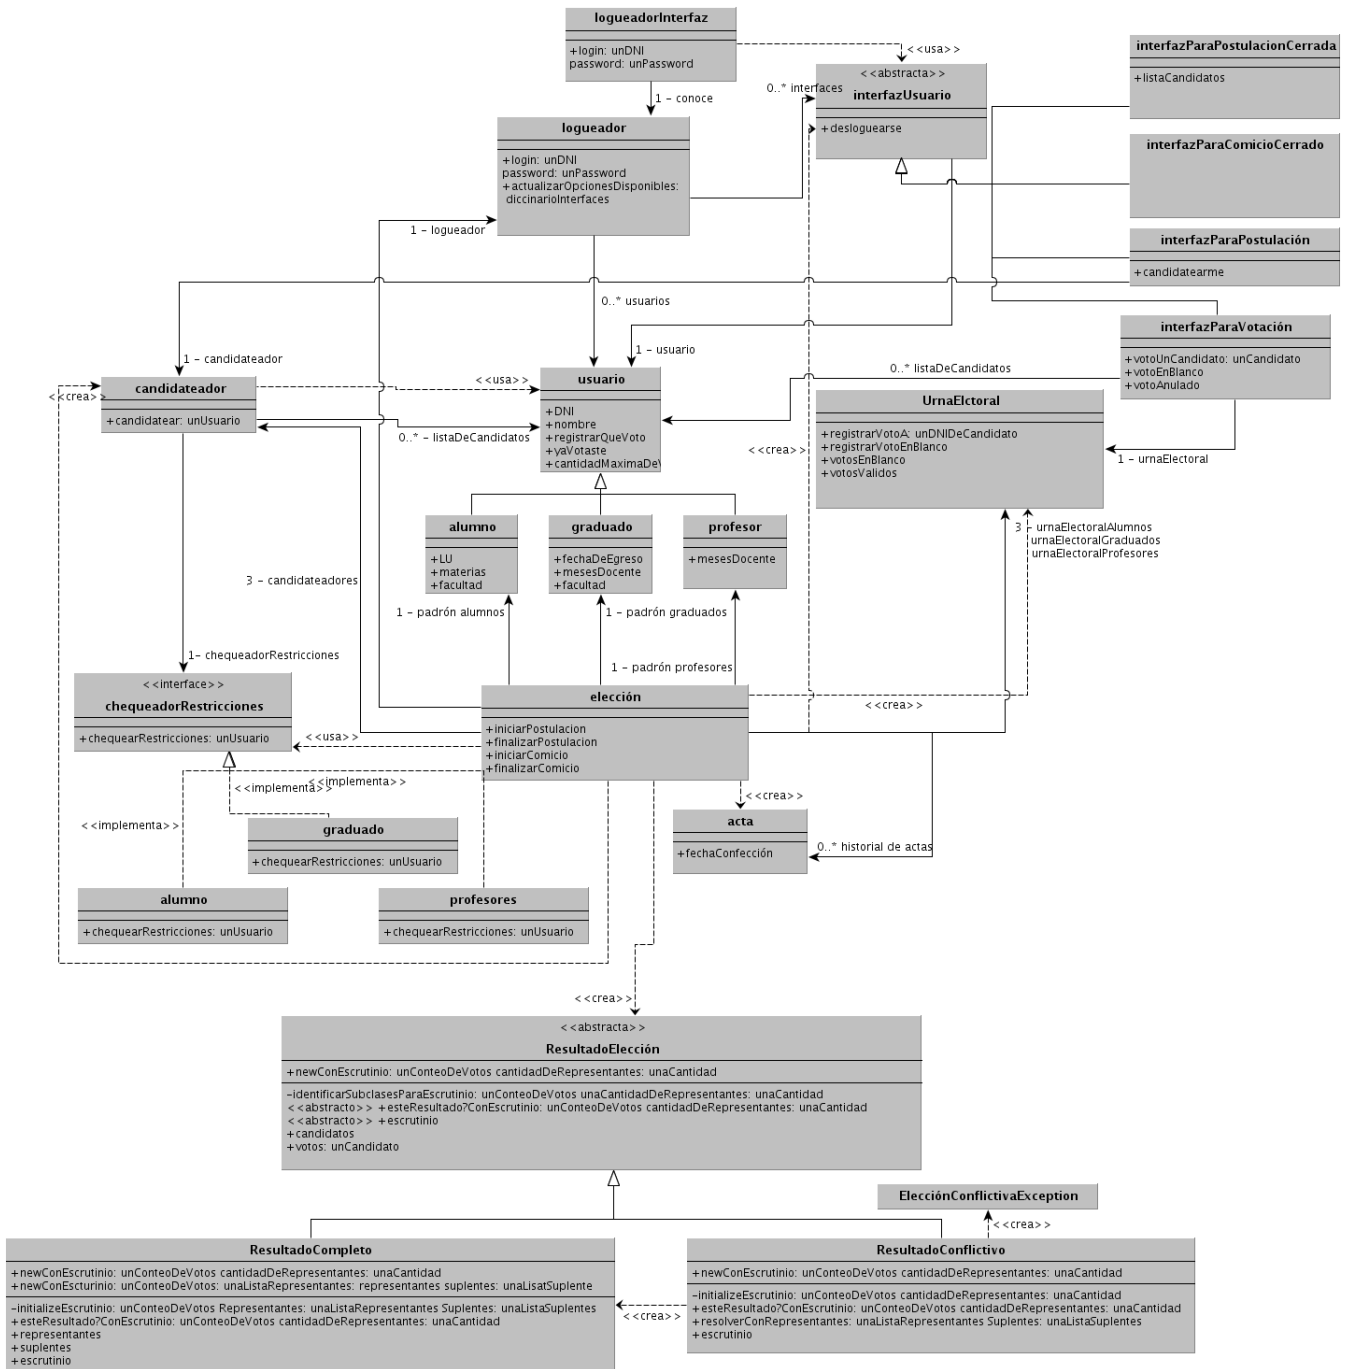 logueadorInterfaz
+login: unDNI
password: unPassword
<<usa>>
1 - conoce
0..* interfaces
<<abstracta>>
interfazUsuario
+desloguearse
interfazParaPostulacionCerrada
+listaCandidatos
interfazParaComicioCerrado
logueador
+login: unDNI
password: unPassword
+actualizarOpcionesDisponibles:
diccinarioInterfaces
1 - logueador
interfazParaPostulación
+candidatearme
0..* usuarios
interfazParaVotación
+votoUnCandidato: unCandidato
+votoEnBlanco
+votoAnulado
1 - candidateador
1 - usuario
0..* listaDeCandidatos
<<crea>>
candidateador
+candidatear: unUsuario
<<usa>>
0..* - listaDeCandidatos
usuario
+DNI
+nombre
+registrarQueVoto
+yaVotaste
+cantidadMaximaDeV
<<crea>>
UrnaElctoral
+registrarVotoA: unDNIDeCandidato
+registrarVotoEnBlanco
+votosEnBlanco
+votosValidos
1 - urnaElectoral
3 - urnaElectoralAlumnos
urnaElectoralGraduados
urnaElectoralProfesores
alumno
+LU
+materias
+facultad
graduado
+fechaDeEgreso
+mesesDocente
+facultad
profesor
+mesesDocente
3 - candidateadores
1 - padrón alumnos
1 - padrón graduados
1 - padrón profesores
1- chequeadorRestricciones
<<interface>>
chequeadorRestricciones
+chequearRestricciones: unUsuario
<<usa>>
elección
+iniciarPostulacion
+finalizarPostulacion
+iniciarComicio
+finalizarComicio
<<crea>>
<<implementa>>
<<implementa>>
<<implementa>>
<<crea>>
graduado
+chequearRestricciones: unUsuario
acta
+fechaConfección
0..* historial de actas
alumno
+chequearRestricciones: unUsuario
profesores
+chequearRestricciones: unUsuario
<<crea>>
<<abstracta>>
ResultadoElección
+newConEscrutinio: unConteoDeVotos cantidadDeRepresentantes: unaCantidad
-identificarSubclasesParaEscrutinio: unConteoDeVotos unaCantidadDeRepresentantes: unaCantidad
<<abstracto>> +esteResultado?ConEscrutinio: unConteoDeVotos cantidadDeRepresentantes: unaCantidad
<<abstracto>> +escrutinio
+candidatos
+votos: unCandidato
ElecciónConflictivaException
<<crea>>
ResultadoCompleto
+newConEscrutinio: unConteoDeVotos cantidadDeRepresentantes: unaCantidad
+newConEscturinio: unConteoDeVotos: unaListaRepresentantes: representantes suplentes: unaLisatSuplente
-initializeEscrutinio: unConteoDeVotos Representantes: unaListaRepresentantes Suplentes: unaListaSuplentes
+esteResultado?ConEscrutinio: unConteoDeVotos cantidadDeRepresentantes: unaCantidad
+representantes
+suplentes
+escrutinio
<<crea>>
ResultadoConflictivo
+newConEscrutinio: unConteoDeVotos cantidadDeRepresentantes: unaCantidad
-initializeEscrutinio: unConteoDeVotos cantidadDeRepresentantes: unaCantidad
+esteResultado?ConEscrutinio: unConteoDeVotos cantidadDeRepresentantes: unaCantidad
+resolverConRepresentantes: unaListaRepresentantes Suplentes: unaListaSuplentes
+escrutinio